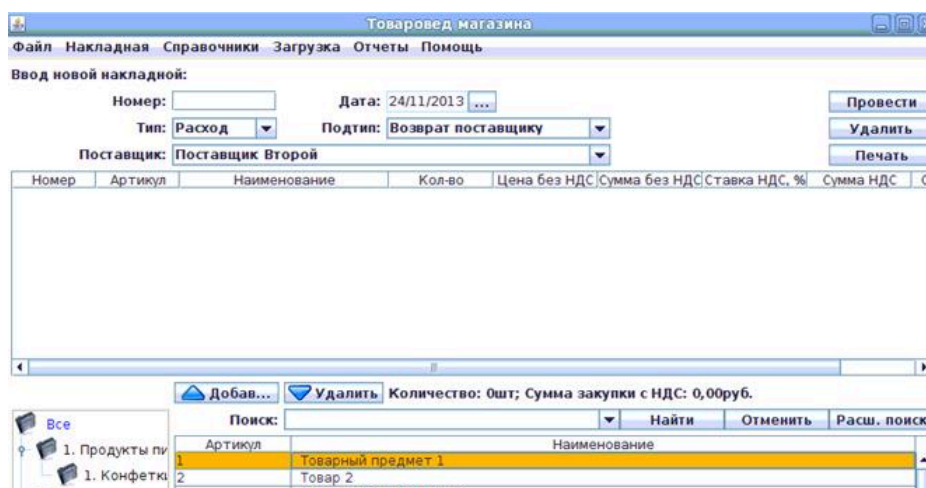 Товаровед магазина
Файл Накладная Справочники Загрузка Отчеты Помощь
Ввод новой накладной:
Номер: Дата: 24/11/2013 ... Провести
Тип: Расход Подтип: Возврат поставщику Удалить
Поставщик: Поставщик Второй Печать
Номер Артикул Наименование Кол-во Цена без НДС Сумма без НДС Ставка НДС, % Сумма НДС
Добав... Удалить Количество: 0шт; Сумма закупки с НДС: 0,00руб.
Все Поиск: Найти Отменить Расш. поиск
Артикул Наименование
1. Продукты пи 1 Товарный предмет 1
1. Конфетки 2 Товар 2